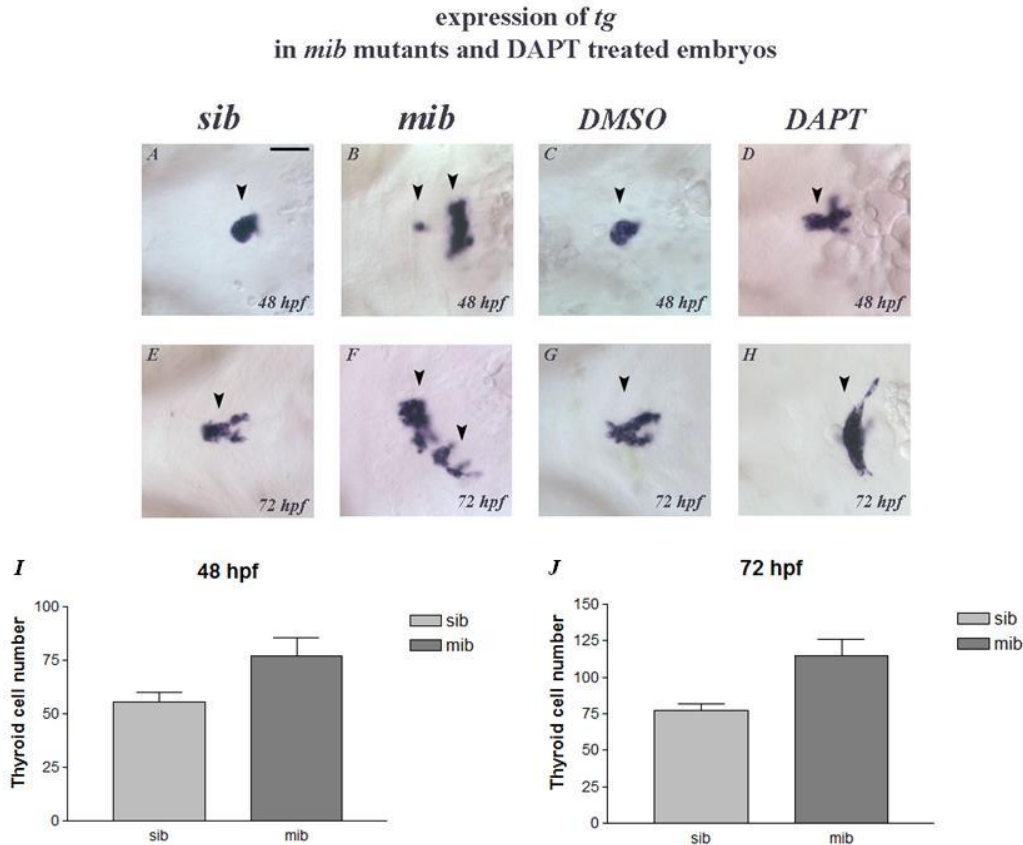 expression of tg
in mib mutants and DAPT treated embryos
sib mib DMSO DAPT
A B C D
48 hpf 48 hpf 48 hpf 48 hpf
E F G H
72 hpf 72 hpf 72 hpf 72 hpf
I 48 hpf
Thyroid cell number
100
75
50
25
0
sib mib
sib
mib
J 72 hpf
Thyroid cell number
150
125
100
75
50
25
0
sib mib
sib
mib